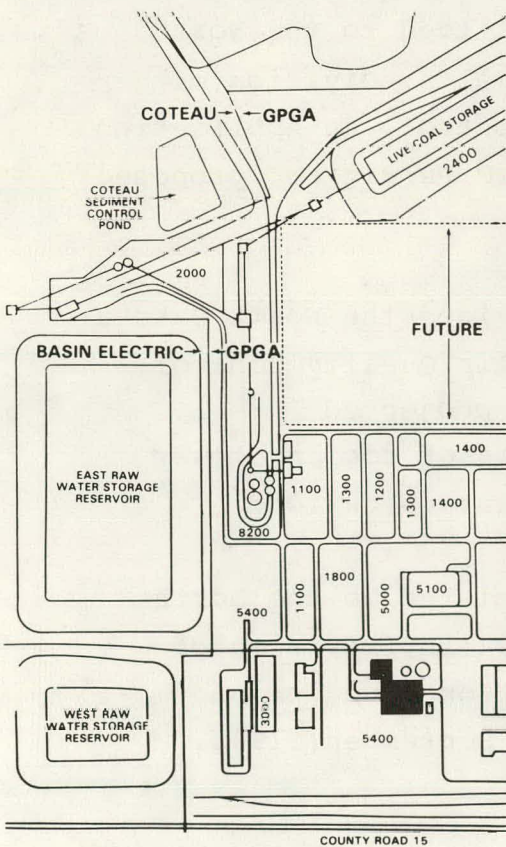 COTEAU GPGA
LIVE COAL STORAGE
2400
COTEAU
SEDIMENT
CONTROL
POND
2000
FUTURE
BASIN ELECTRIC GPGA
EAST RAW
WATER STORAGE
RESERVOIR
1100
1300
1200
1300
1400
1400
8200
5400
1100
1800
5000
5100
3000
WEST RAW
WATER STORAGE
RESERVOIR
5400
COUNTY ROAD 15